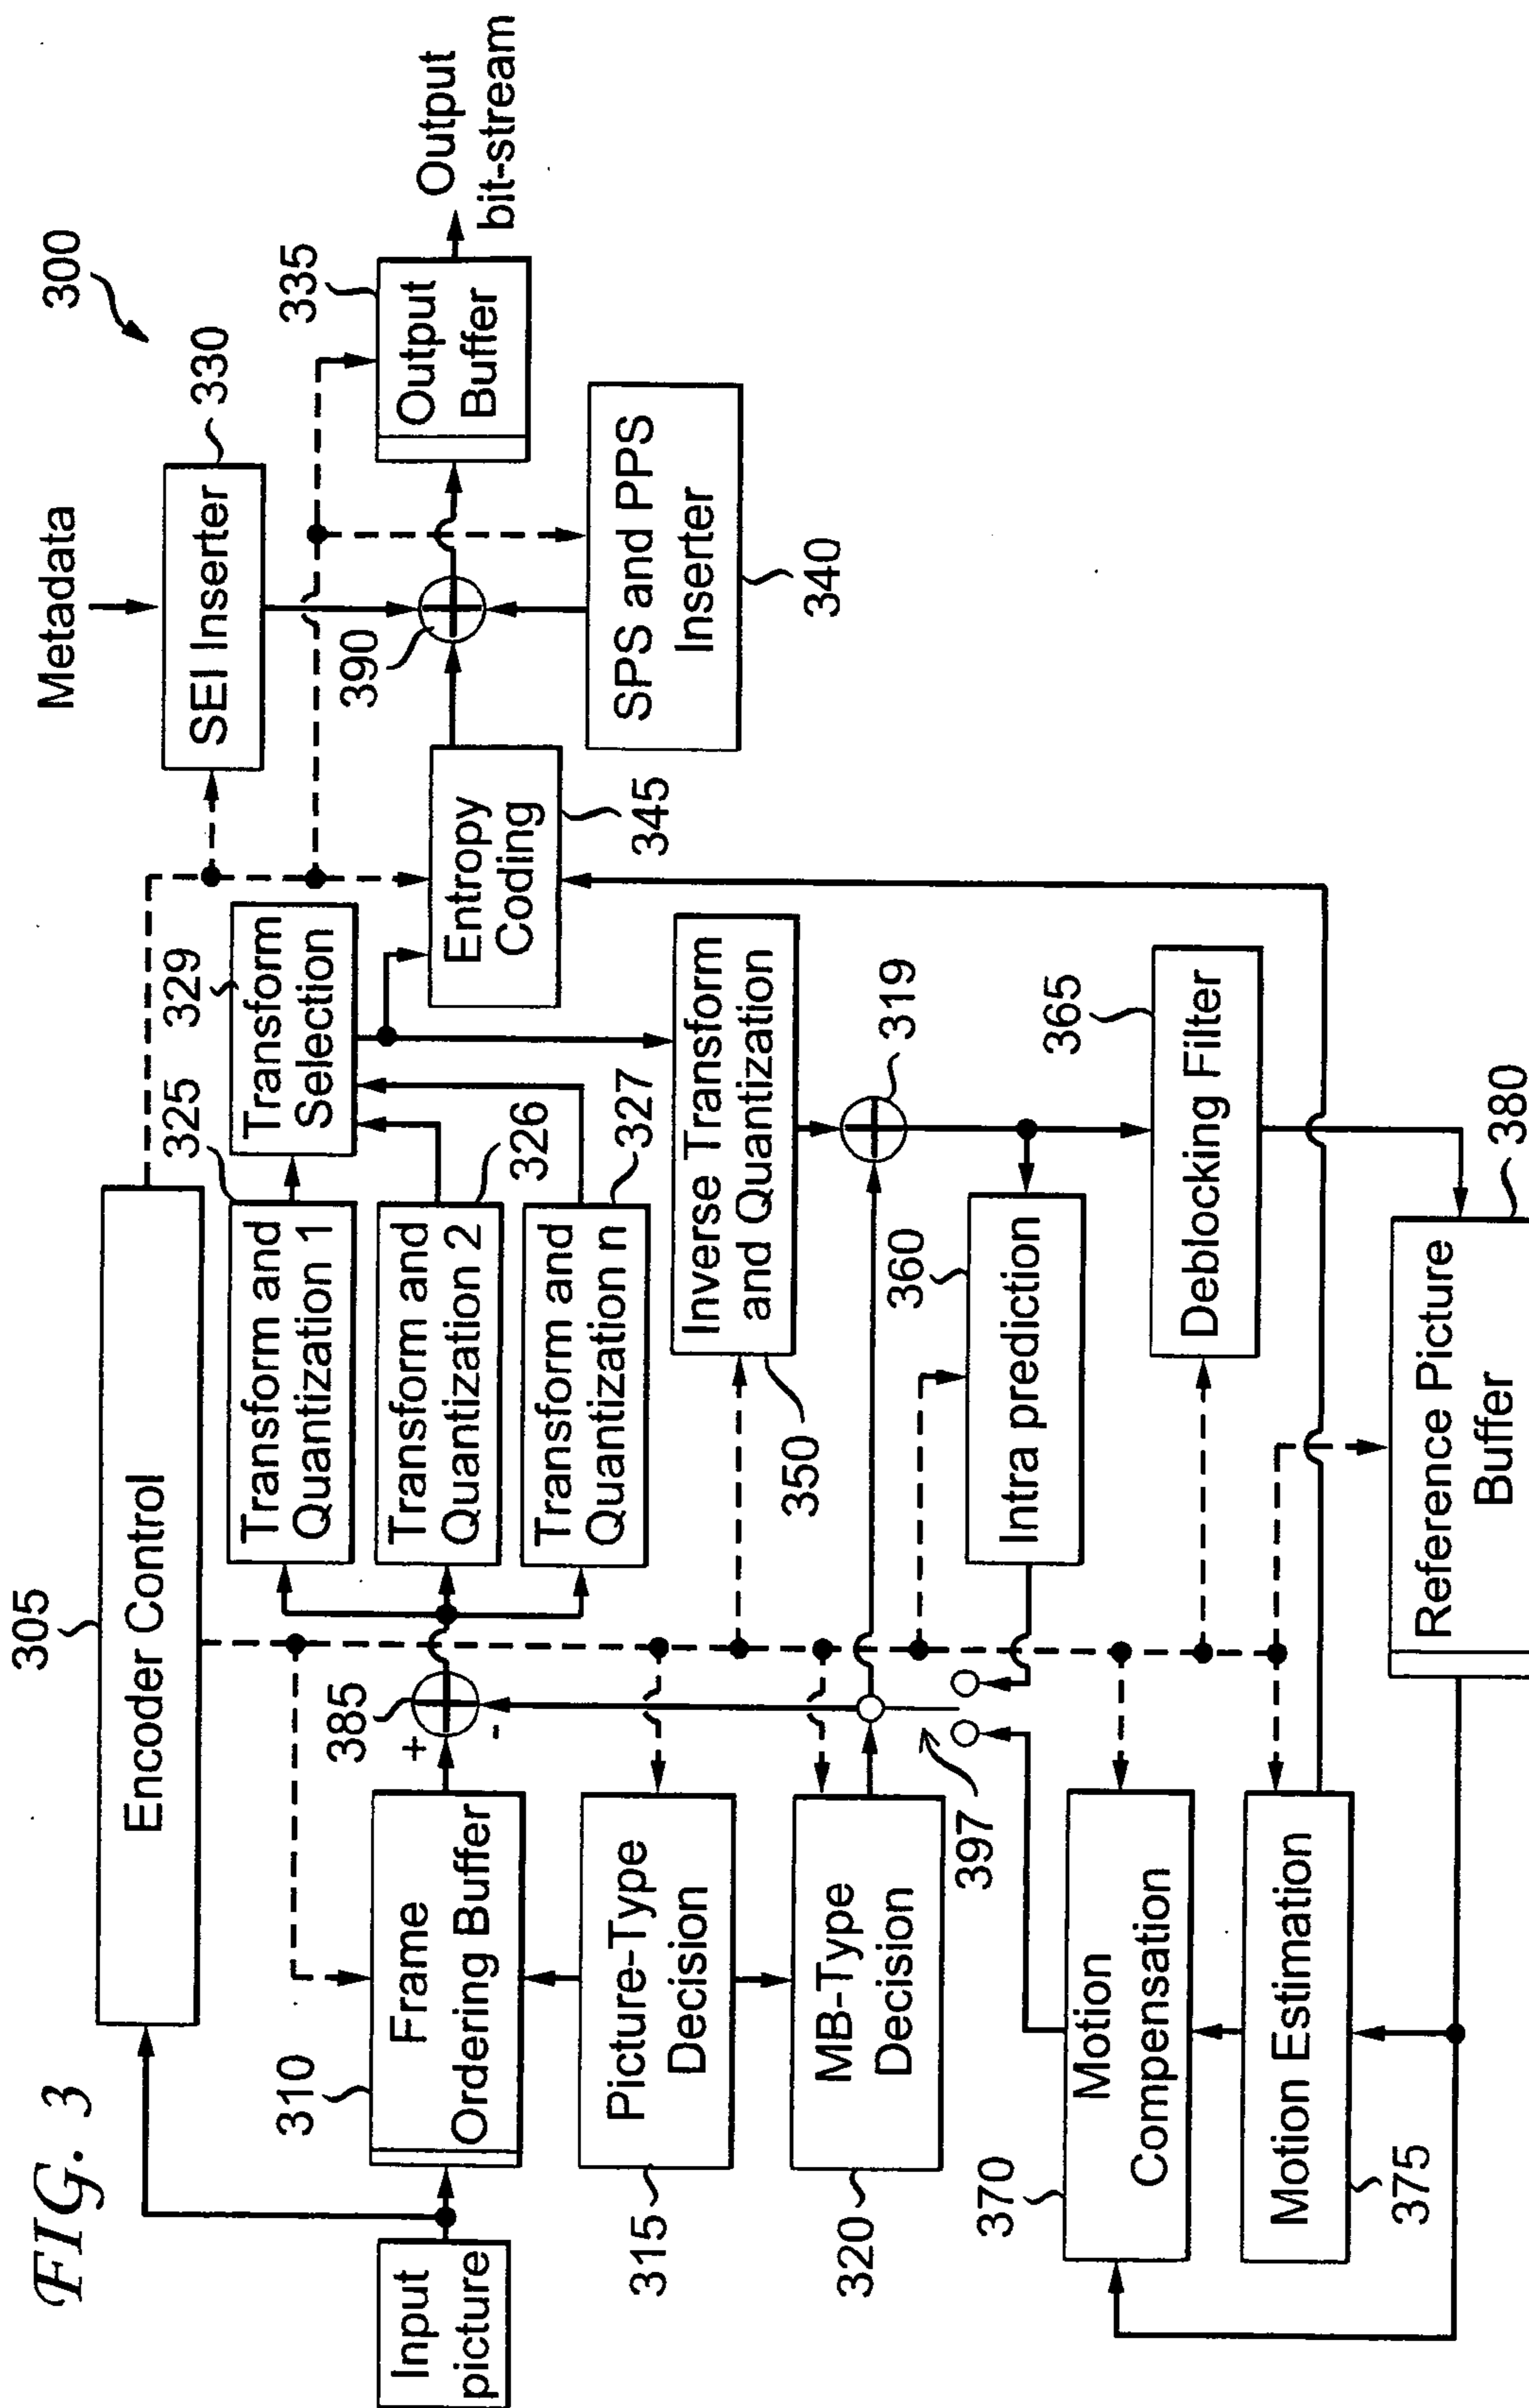 FIG. 3
300
Input
picture
305
Encoder Control
Metadata
SEI Inserter
330
310
Frame
Ordering Buffer
+
-
385
325
Transform and
Quantization 1
329
Transform
Selection
Transform and
Quantization 2
326
Transform and
Quantization n
327
Entropy
Coding
345
390
335
Output
Buffer
Output
bit-stream
SPS and PPS
Inserter
340
315
Picture-Type
Decision
320
MB-Type
Decision
Inverse Transform
and Quantization
350
319
397
360
Intra prediction
365
Deblocking Filter
370
Motion
Compensation
Motion Estimation
375
380
Reference Picture
Buffer